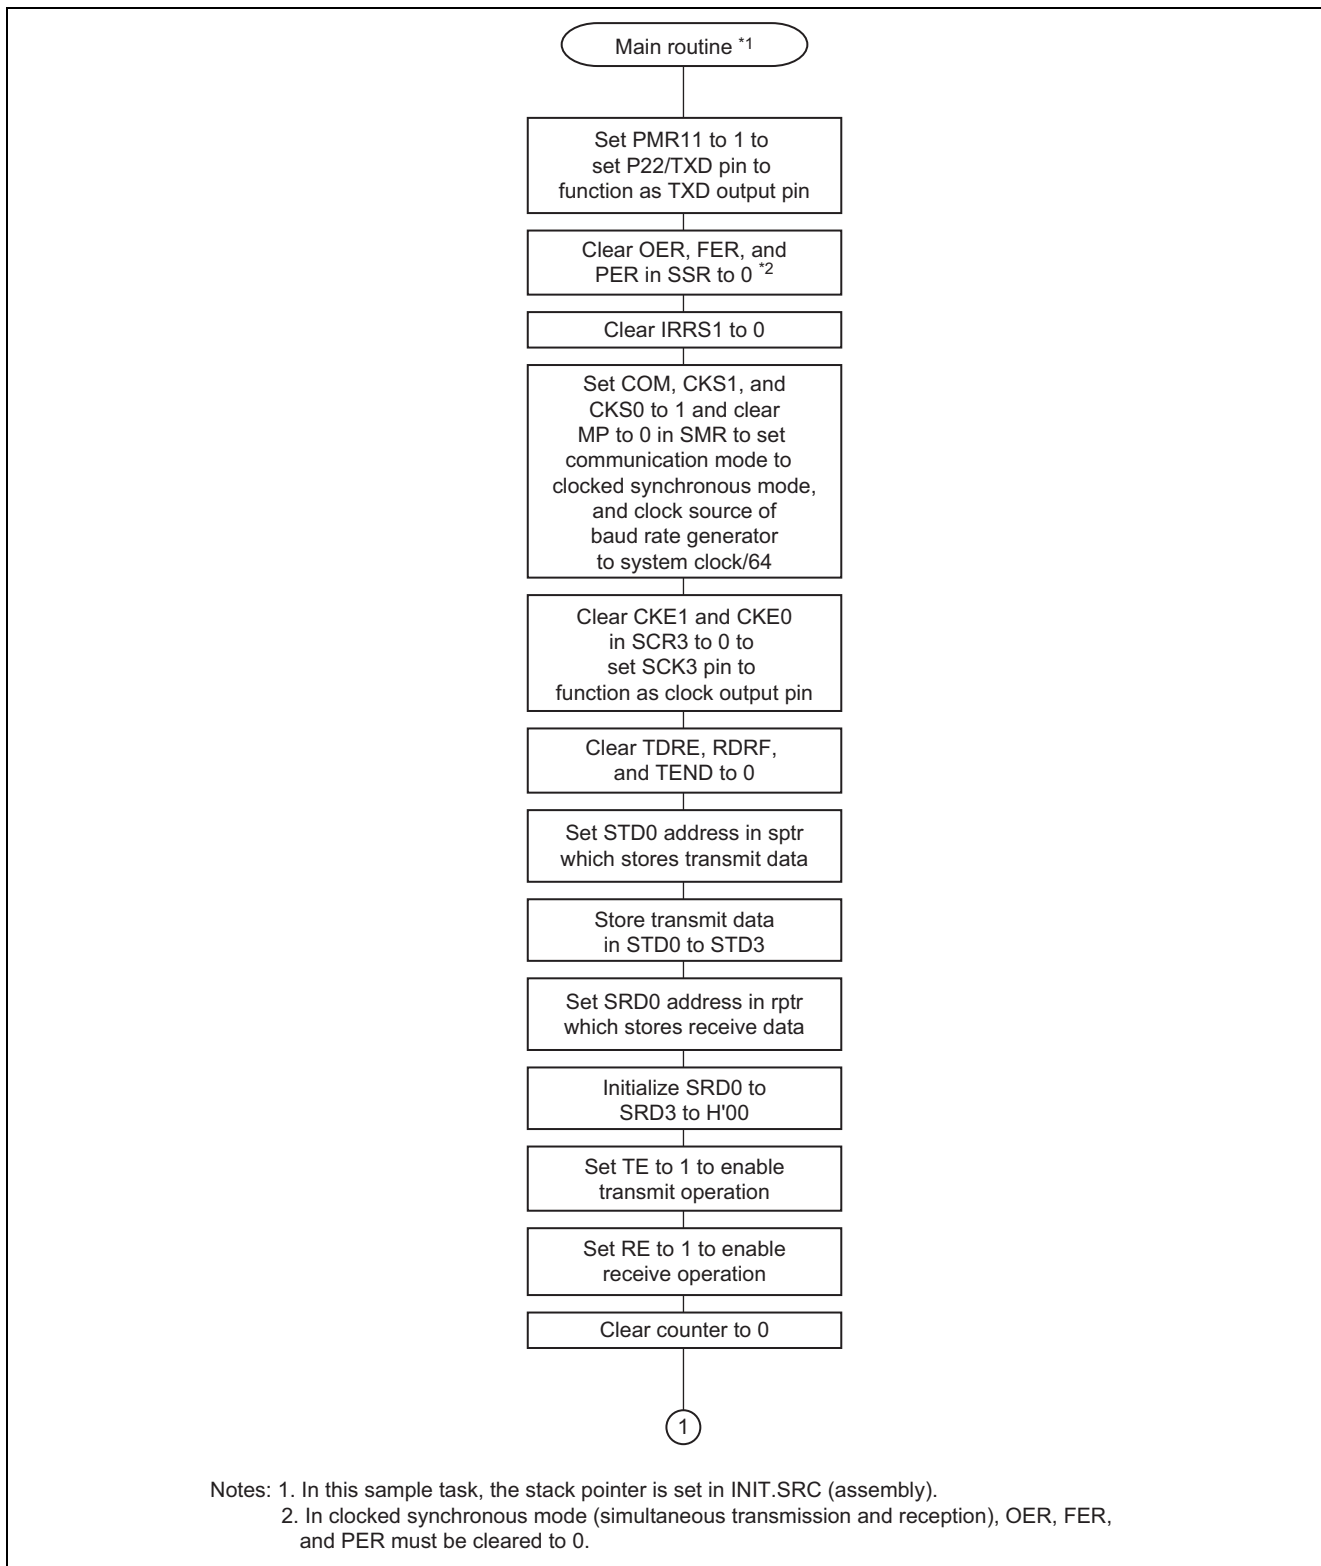 Main routine *1
Set PMR11 to 1 to
set P22/TXD pin to
function as TXD output pin
Clear OER, FER, and
PER in SSR to 0 *2
Clear IRRS1 to 0
Set COM, CKS1, and
CKS0 to 1 and clear
MP to 0 in SMR to set
communication mode to
clocked synchronous mode,
and clock source of
baud rate generator
to system clock/64
Clear CKE1 and CKE0
in SCR3 to 0 to
set SCK3 pin to
function as clock output pin
Clear TDRE, RDRF,
and TEND to 0
Set STD0 address in sptr
which stores transmit data
Store transmit data
in STD0 to STD3
Set SRD0 address in rptr
which stores receive data
Initialize SRD0 to
SRD3 to H'00
Set TE to 1 to enable
transmit operation
Set RE to 1 to enable
receive operation
Clear counter to 0
1
Notes: 1. In this sample task, the stack pointer is set in INIT.SRC (assembly).
2. In clocked synchronous mode (simultaneous transmission and reception), OER, FER,
and PER must be cleared to 0.